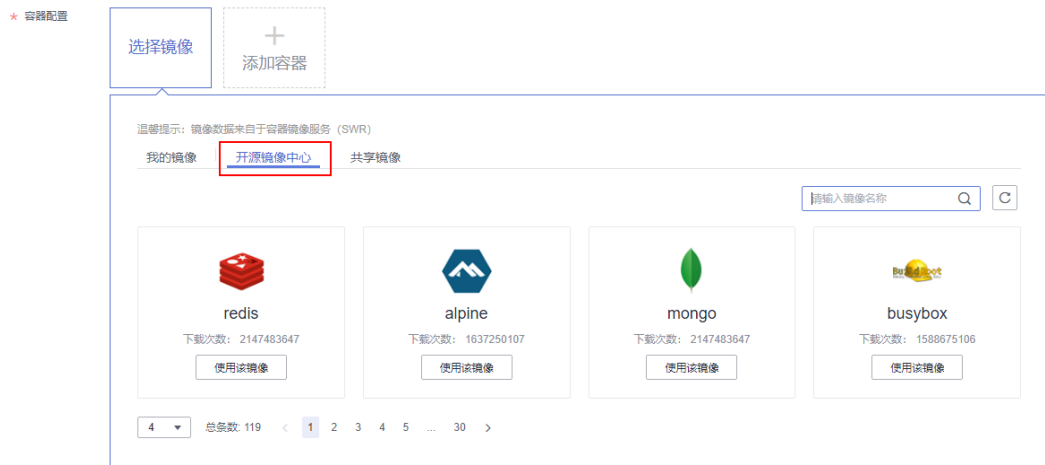 * 容器配置
选择镜像
+
添加容器
温馨提示：镜像数据来自于容器镜像服务（SWR）
我的镜像 开源镜像中心 共享镜像
请输入镜像名称
BuildRoot
redis alpine mongo busybox
下载次数： 2147483647 下载次数： 1637250107 下载次数： 2147483647 下载次数： 1588675106
使用该镜像 使用该镜像 使用该镜像 使用该镜像
4 总条数: 119 < 1 2 3 4 5 ... 30 >